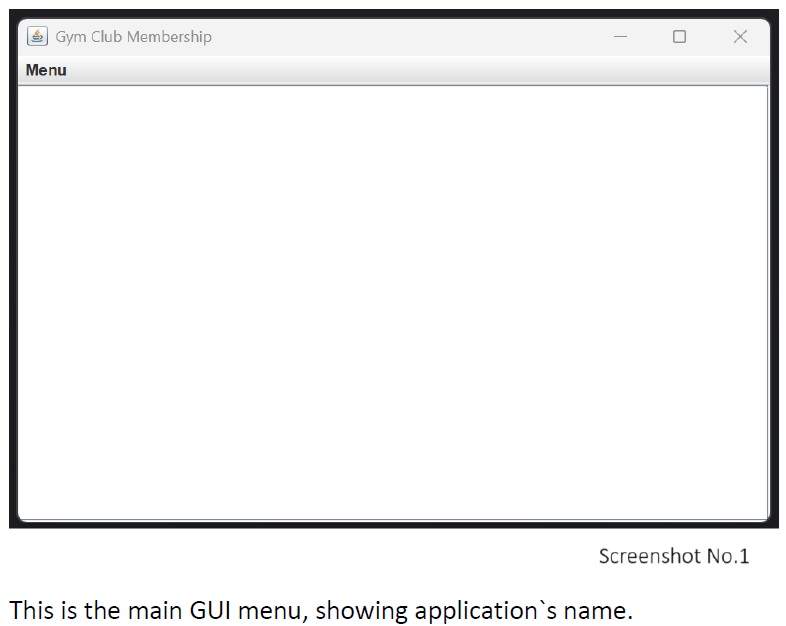 Gym Club Membership
Menu
Screenshot No.1
This is the main GUI menu, showing application`s name.